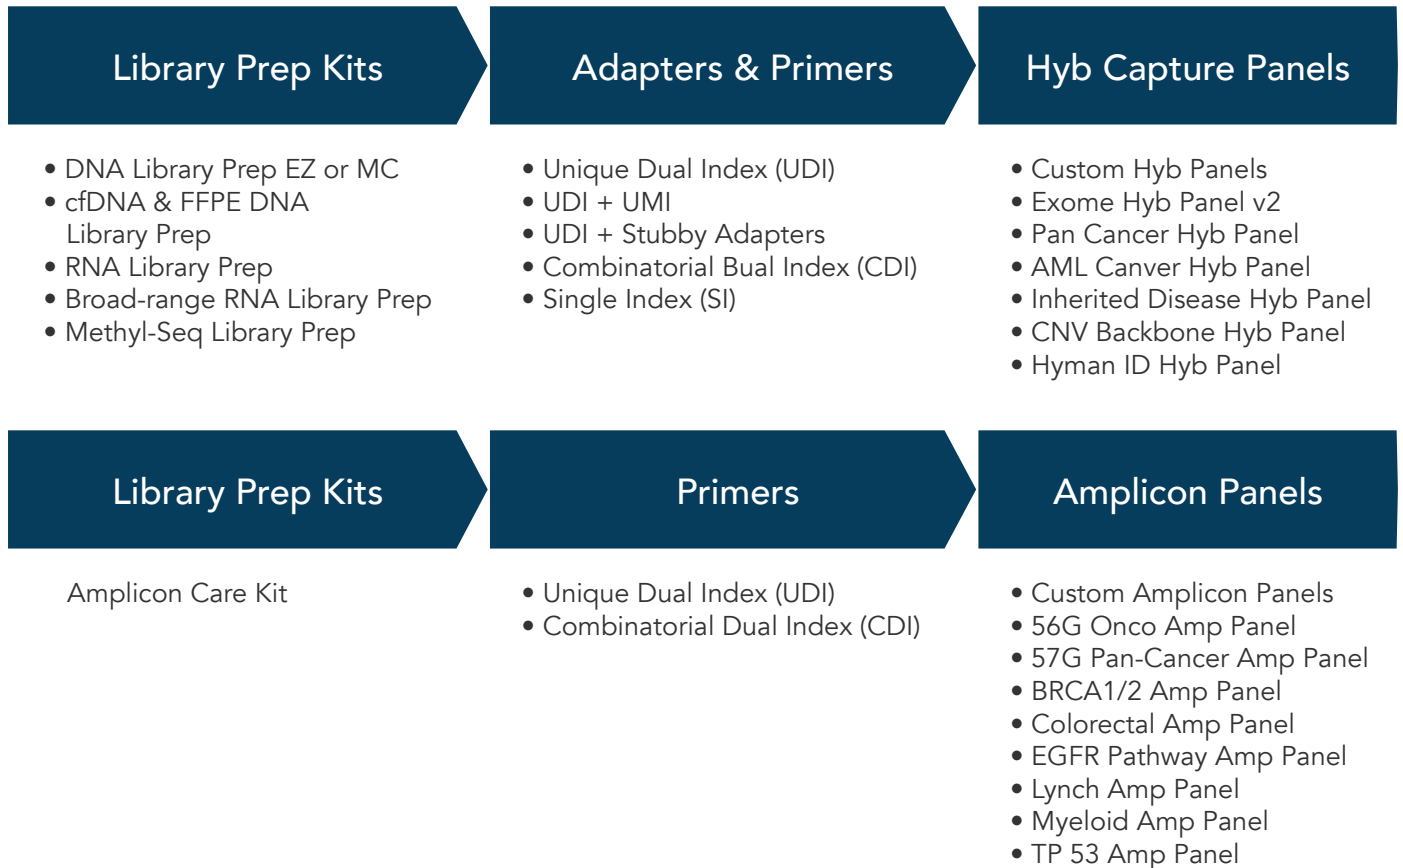 Library Prep Kits
• DNA Library Prep EZ or MC
• cfDNA & FFPE DNA
Library Prep
• RNA Library Prep
• Broad-range RNA Library Prep
• Methyl-Seq Library Prep
Adapters & Primers
• Unique Dual Index (UDI)
• UDI + UMI
• UDI + Stubby Adapters
• Combinatorial Bual Index (CDI)
• Single Index (SI)
Hyb Capture Panels
• Custom Hyb Panels
• Exome Hyb Panel v2
• Pan Cancer Hyb Panel
• AML Canver Hyb Panel
• Inherited Disease Hyb Panel
• CNV Backbone Hyb Panel
• Hyman ID Hyb Panel
Library Prep Kits
Amplicon Care Kit
Primers
• Unique Dual Index (UDI)
• Combinatorial Dual Index (CDI)
Amplicon Panels
• Custom Amplicon Panels
• 56G Onco Amp Panel
• 57G Pan-Cancer Amp Panel
• BRCA1/2 Amp Panel
• Colorectal Amp Panel
• EGFR Pathway Amp Panel
• Lynch Amp Panel
• Myeloid Amp Panel
• TP 53 Amp Panel